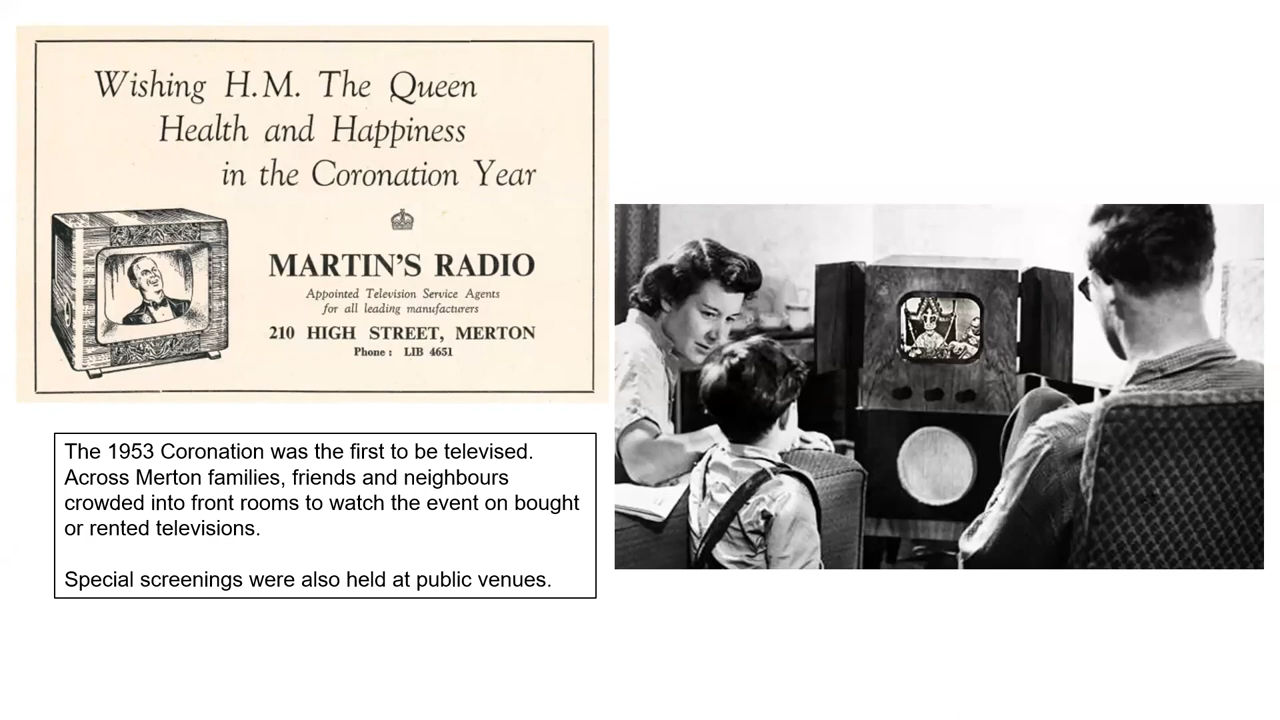 Wishing H.M. The Queen
Health and Happiness
in the Coronation Year
MARTIN'S RADIO
Appointed Television Service Agents
for all leading manufacturers
210 HIGH STREET, MERTON
Phone : LIB 4651
The 1953 Coronation was the first to be televised.
Across Merton families, friends and neighbours
crowded into front rooms to watch the event on bought
or rented televisions.
Special screenings were also held at public venues.